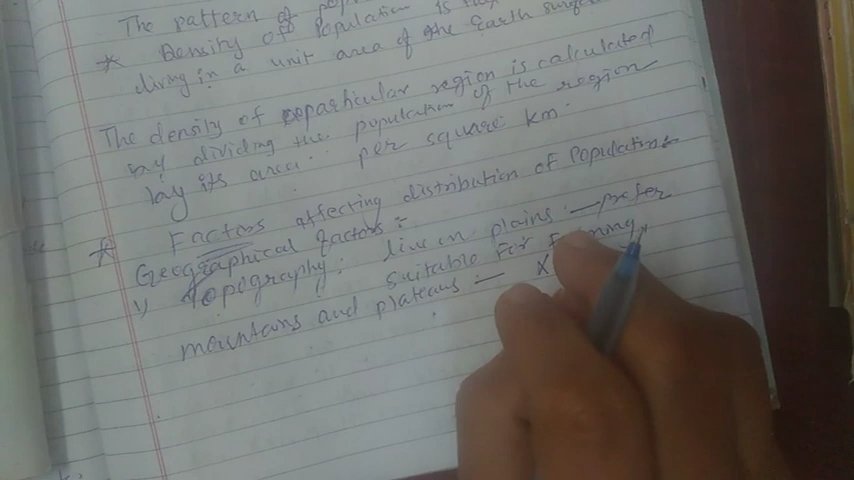 The pattern of
* Density of Population is
living in a unit area of the Earth surface
The density of particular region is calculated
by dividing the population of the region
by its area. per square km.
* Factors affecting distribution of Population:-
Geographical factors :-
1) Topography: live in plains - prefer
suitable For Farming
mountains and plateaus - X